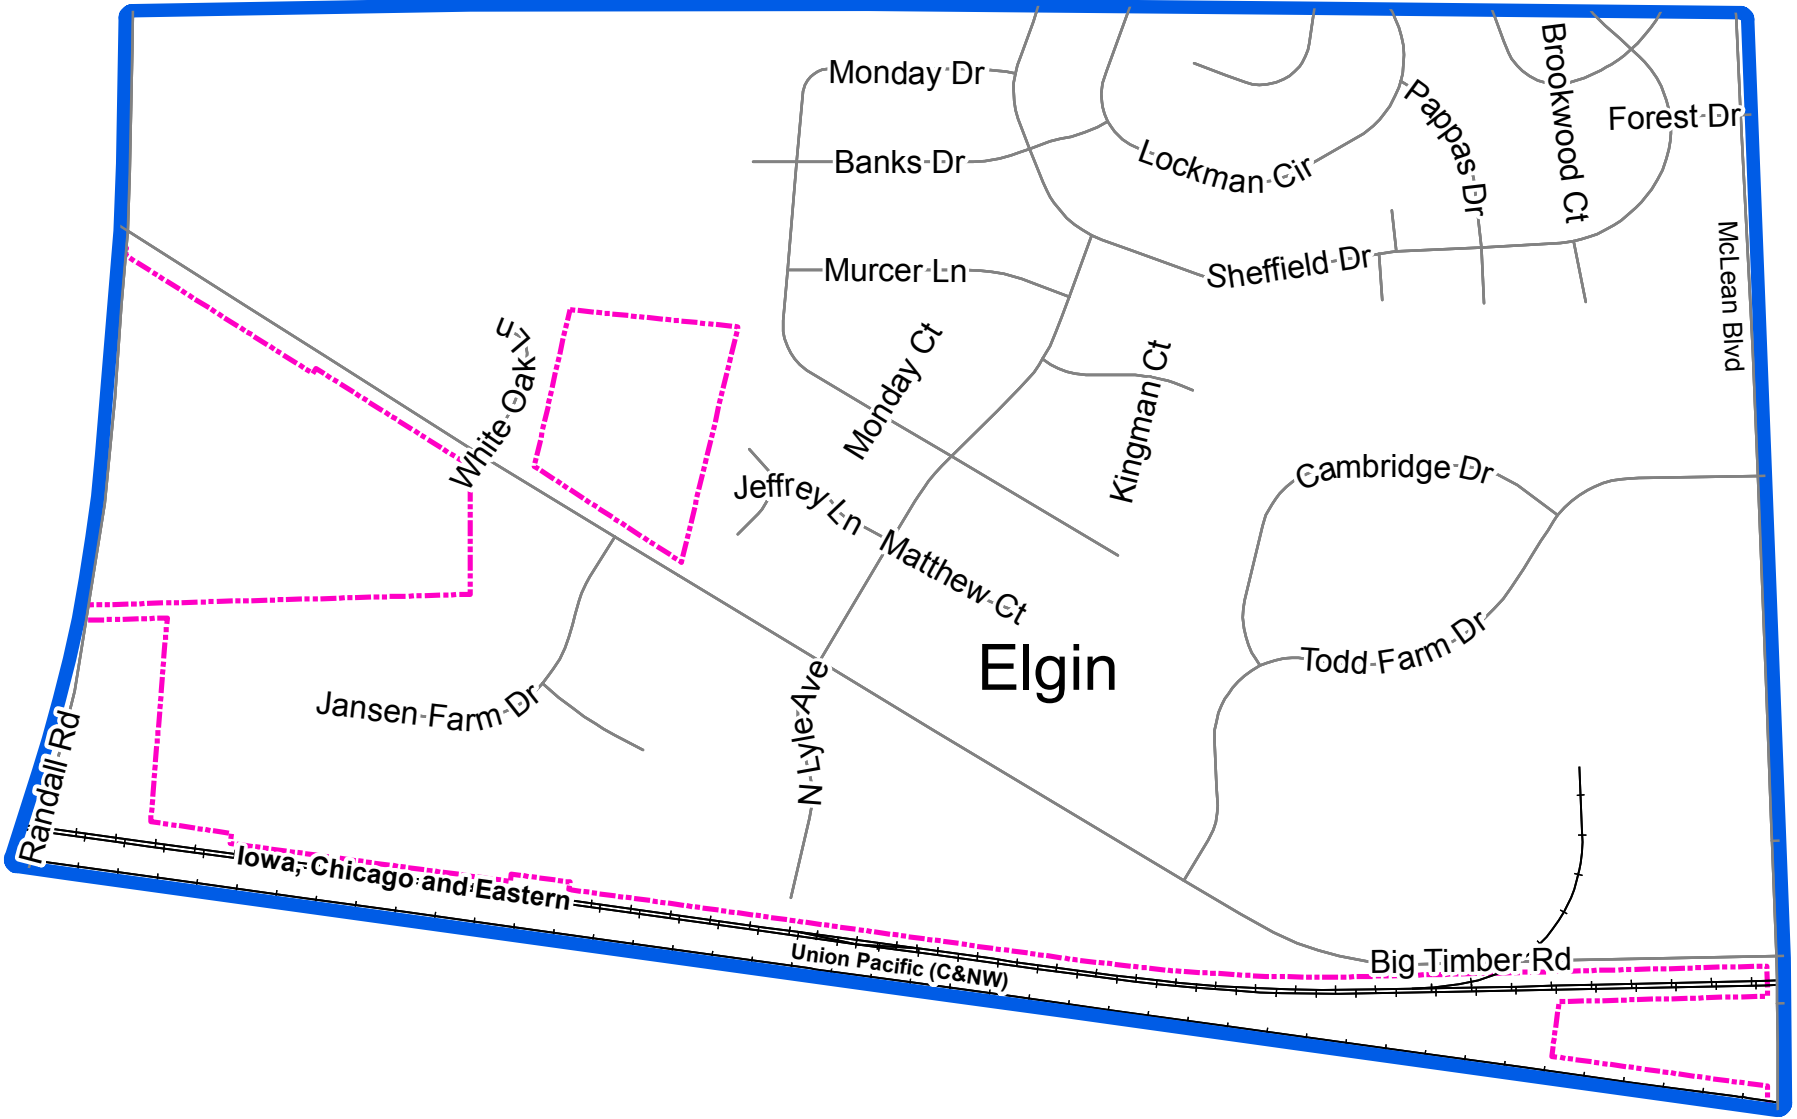 Monday Dr
Brookwood Ct
Pappas Dr
Forest Dr
Banks Dr
Lockman Cir
McLean Blvd
Murcer Ln
Sheffield Dr
White Oak Ln
Monday Ct
Kingman Ct
Cambridge Dr
Jeffrey Ln
Matthew Ct
Elgin
Todd Farm Dr
Jansen Farm Dr
N Lyle Ave
Randall Rd
Iowa, Chicago and Eastern
Union Pacific (C&NW)
Big Timber Rd